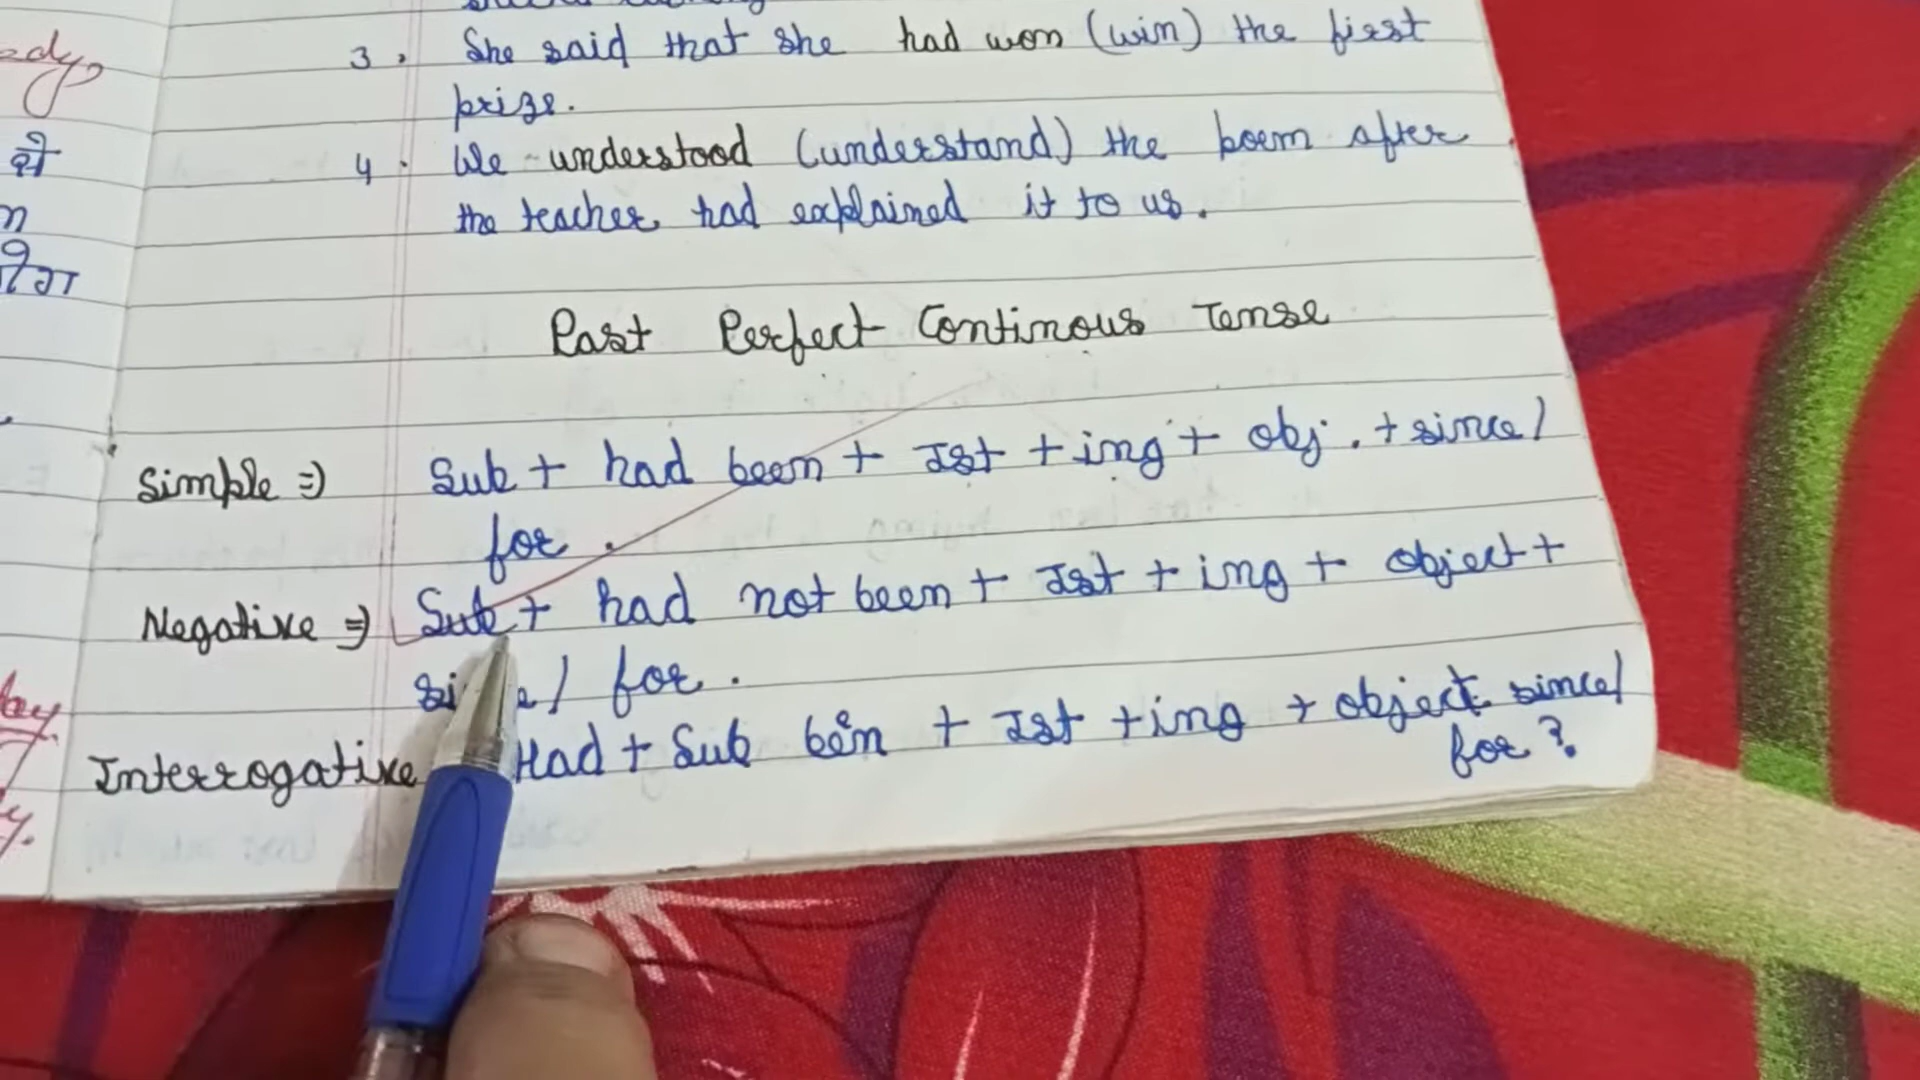 3. She said that she had won (win) the first
prize.
4. We understood (understand) the poem after
the teacher had explained it to us.
Past Perfect Continous Tense
Simple ⇒ Sub + had been + Ist + ing + obj. + since/
for.
Negative ⇒ Sub + had not been + Ist + ing + object +
/ for.
Interrogative Had + Sub been + Ist + ing + object since/
for?
थे